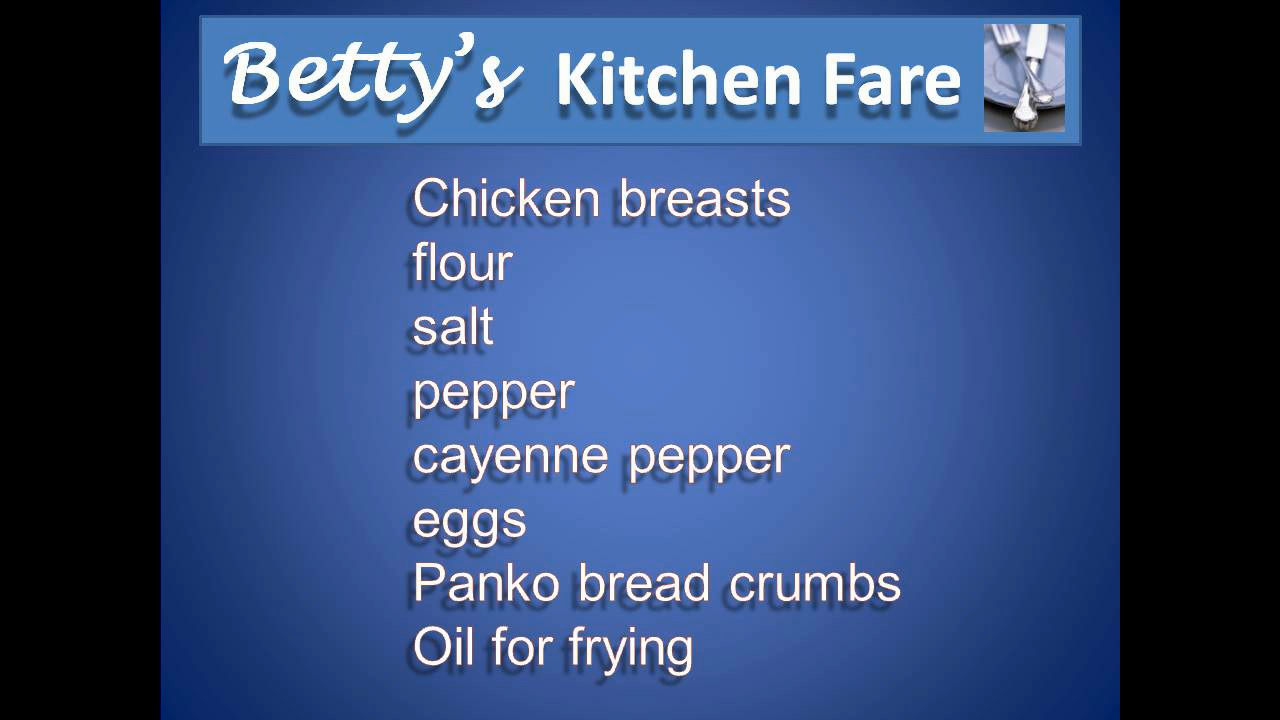 Betty's Kitchen Fare
Chicken breasts
flour
salt
pepper
cayenne pepper
eggs
Panko bread crumbs
Oil for frying